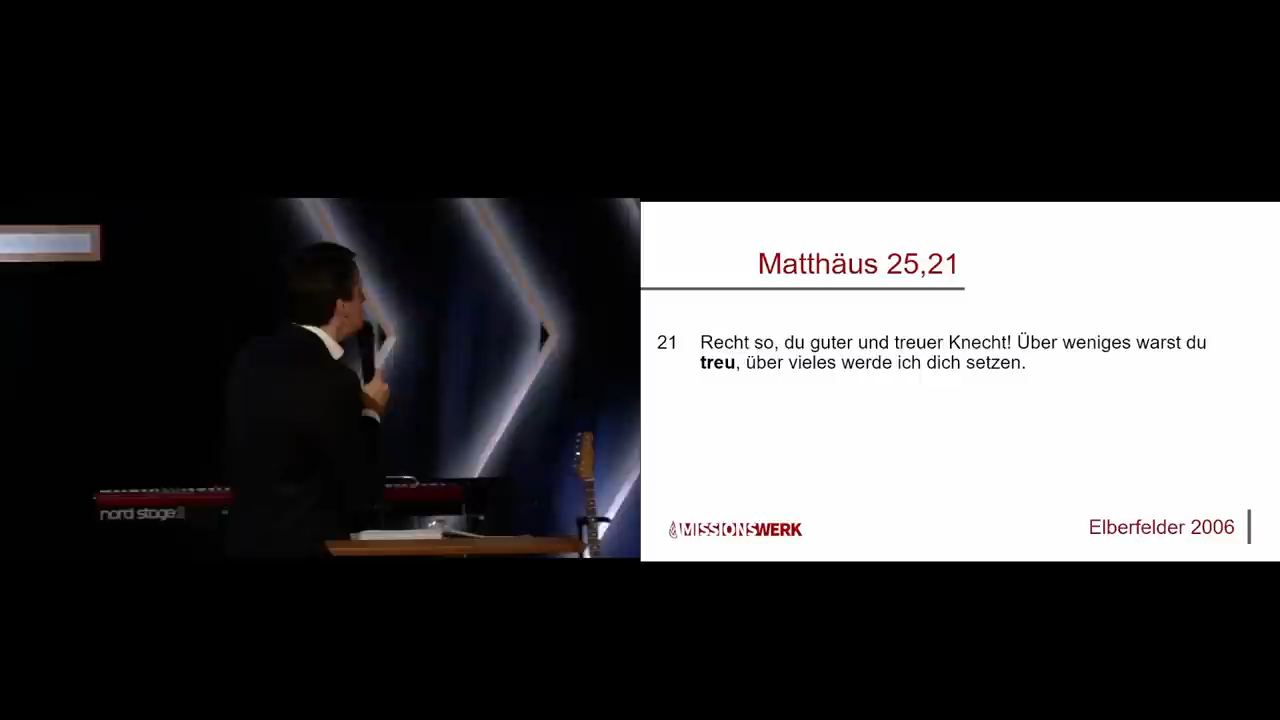 Matthäus 25,21
21 Recht so, du guter und treuer Knecht! Über weniges warst du
treu, über vieles werde ich dich setzen.
MISSIONSWERK
Elberfelder 2006
nord stage